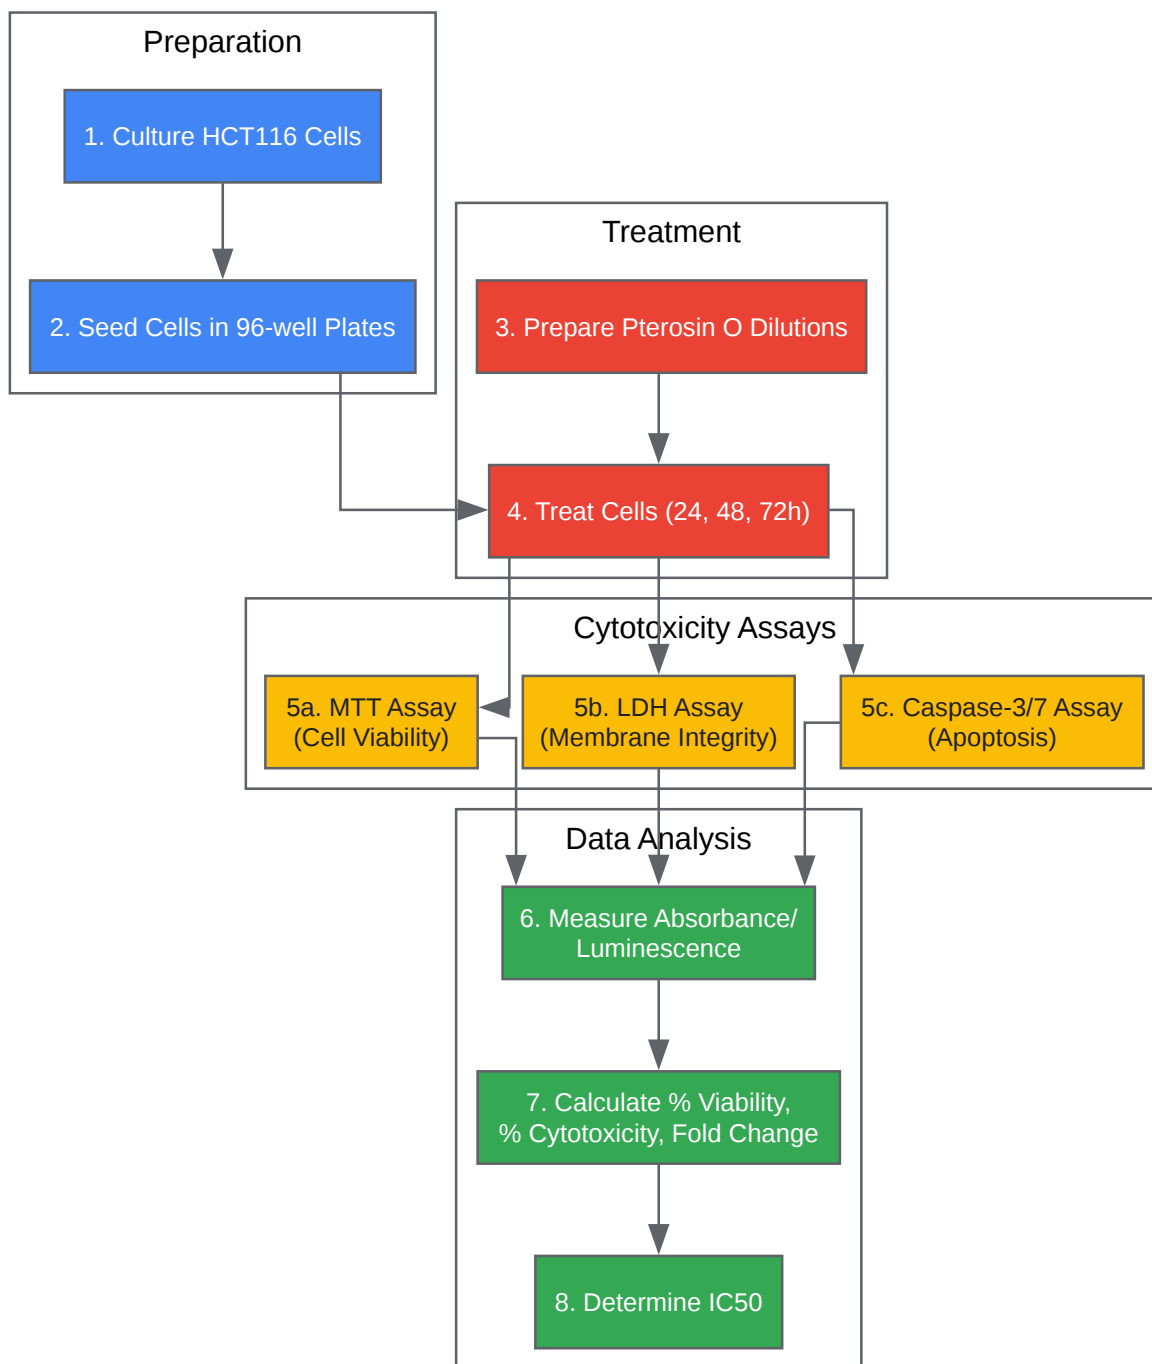 Preparation
1. Culture HCT116 Cells
2. Seed Cells in 96-well Plates
Treatment
3. Prepare Pterosin O Dilutions
4. Treat Cells (24, 48, 72h)
Cytotoxicity Assays
5a. MTT Assay
(Cell Viability)
5b. LDH Assay
(Membrane Integrity)
5c. Caspase-3/7 Assay
(Apoptosis)
Data Analysis
6. Measure Absorbance/
Luminescence
7. Calculate % Viability,
% Cytotoxicity, Fold Change
8. Determine IC50